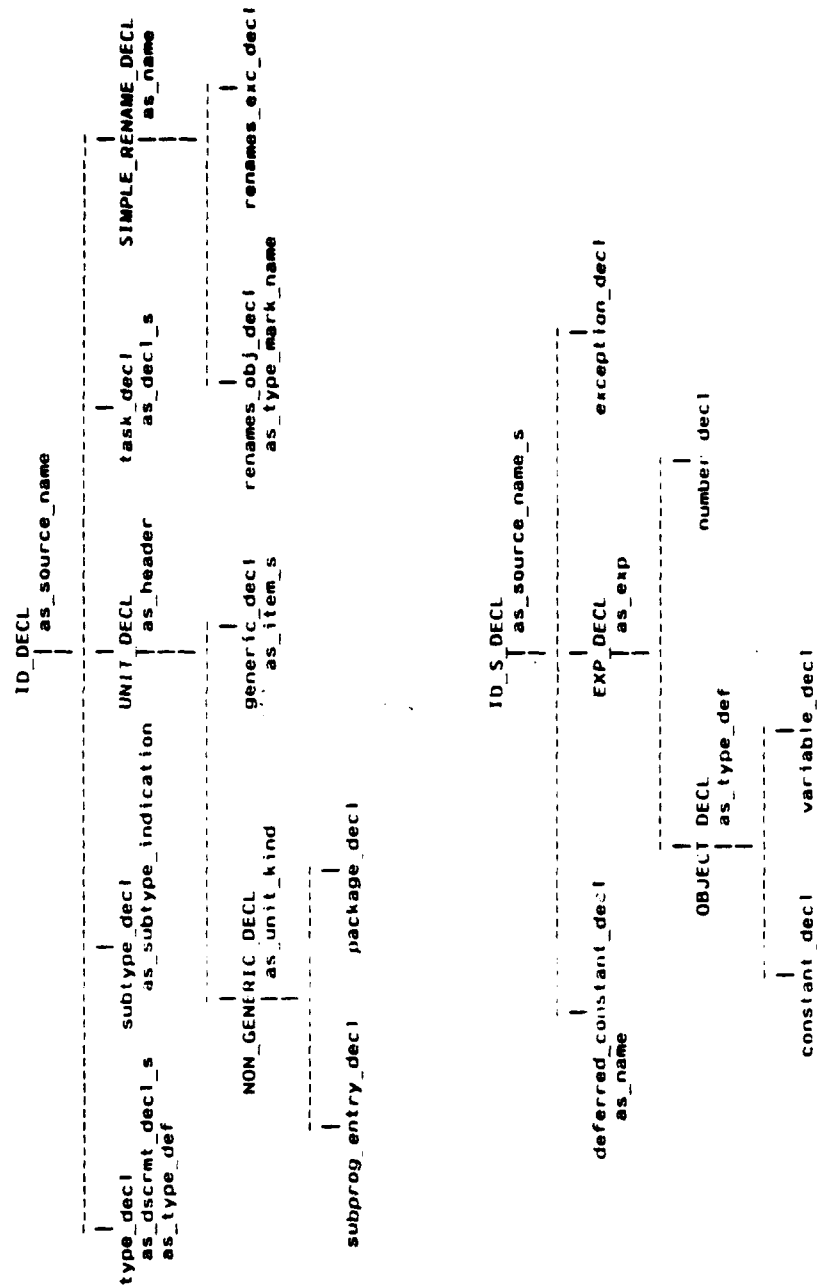 ID_DECL
as_source_name
type_decl
as_dscrmt_decl_s
as_type_def
subtype_decl
as_subtype_indication
UNIT_DECL
as_header
task_decl
as_decl_s
SIMPLE_RENAME_DECL
as_name
NON_GENERIC_DECL
as_unit_kind
generic_decl
as_item_s
renames_obj_decl
as_type_mark_name
renames_exc_decl
subprog_entry_decl
package_decl
ID_S_DECL
as_source_name_s
deferred_constant_decl
as_name
EXP_DECL
as_exp
exception_decl
OBJECT_DECL
as_type_def
number_decl
constant_decl
variable_decl